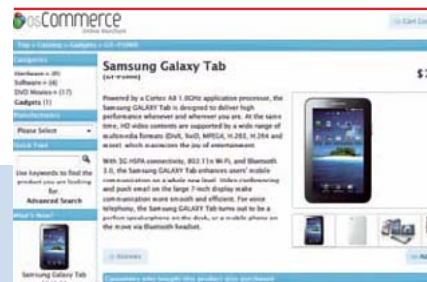 osCommerce
Online Merchant
Cart Co
Top » Catalog » Gadgets » GT-P1000
Categories
Hardware-> (6)
Software-> (4)
DVD Movies-> (17)
Gadgets (1)
Manufacturers
Please Select
Quick Find
Use keywords to find the
product you are looking
for.
Advanced Search
What's New?
Samsung Galaxy Tab
Samsung Galaxy Tab
[GT-P1000]
Powered by a Cortex A8 1.0GHz application processor, the
Samsung GALAXY Tab is designed to deliver high
performance whenever and wherever you are. At the same
time, HD video contents are supported by a wide range of
multimedia formats (DivX, XviD, MPEG4, H.263, H.264 and
more), which maximizes the joy of entertainment.
With 3G HSPA connectivity, 802.11n Wi-Fi, and Bluetooth
3.0, the Samsung GALAXY Tab enhances users' mobile
communication on a whole new level. Video conferencing
and push email on the large 7-inch display make
communication more smooth and efficient. For voice
telephony, the Samsung GALAXY Tab turns out to be a
perfect speakerphone on the desk, or a mobile phone on
the move via Bluetooth headset.
Reviews
Customers who bought this product also purchased